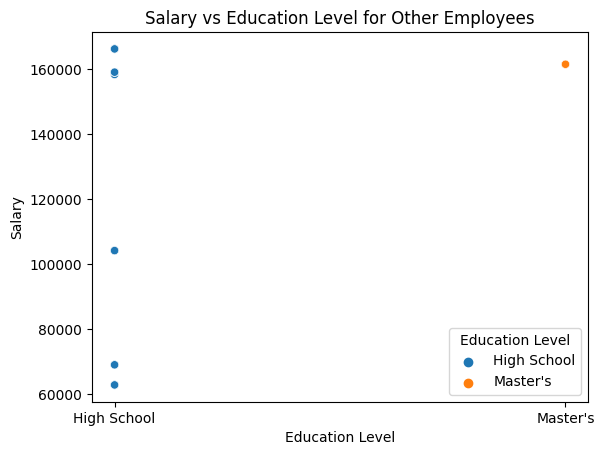 Salary vs Education Level for Other Employees
160000
140000
120000
100000
80000
60000
Salary
High School
Master's
Education Level
Education Level
High School
Master's